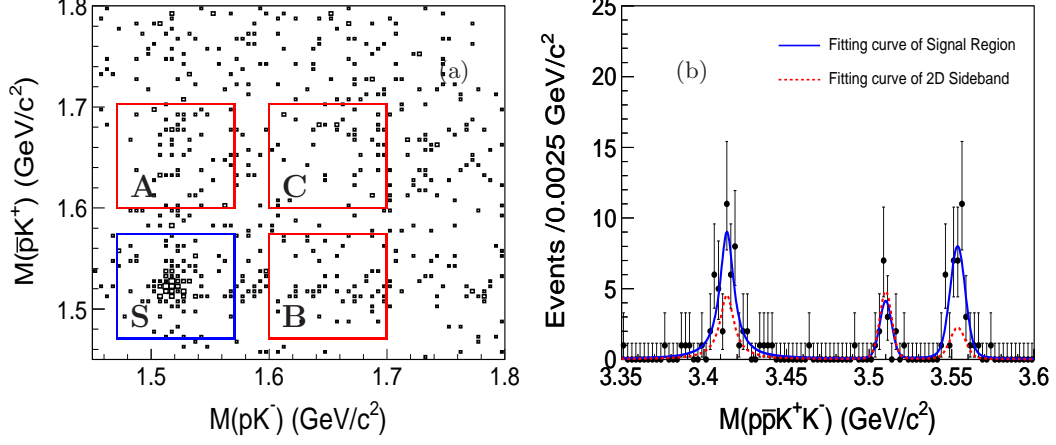 1.8
1.7
1.6
1.5
M(p̅K⁺) (GeV/c²)
(a)
A
C
S
B
1.5
1.6
1.7
1.8
M(pK⁻) (GeV/c²)
25
20
15
10
5
0
Events /0.0025 GeV/c²
(b)
Fitting curve of Signal Region
Fitting curve of 2D Sideband
3.35
3.4
3.45
3.5
3.55
3.6
M(pp̅K⁺K⁻) (GeV/c²)